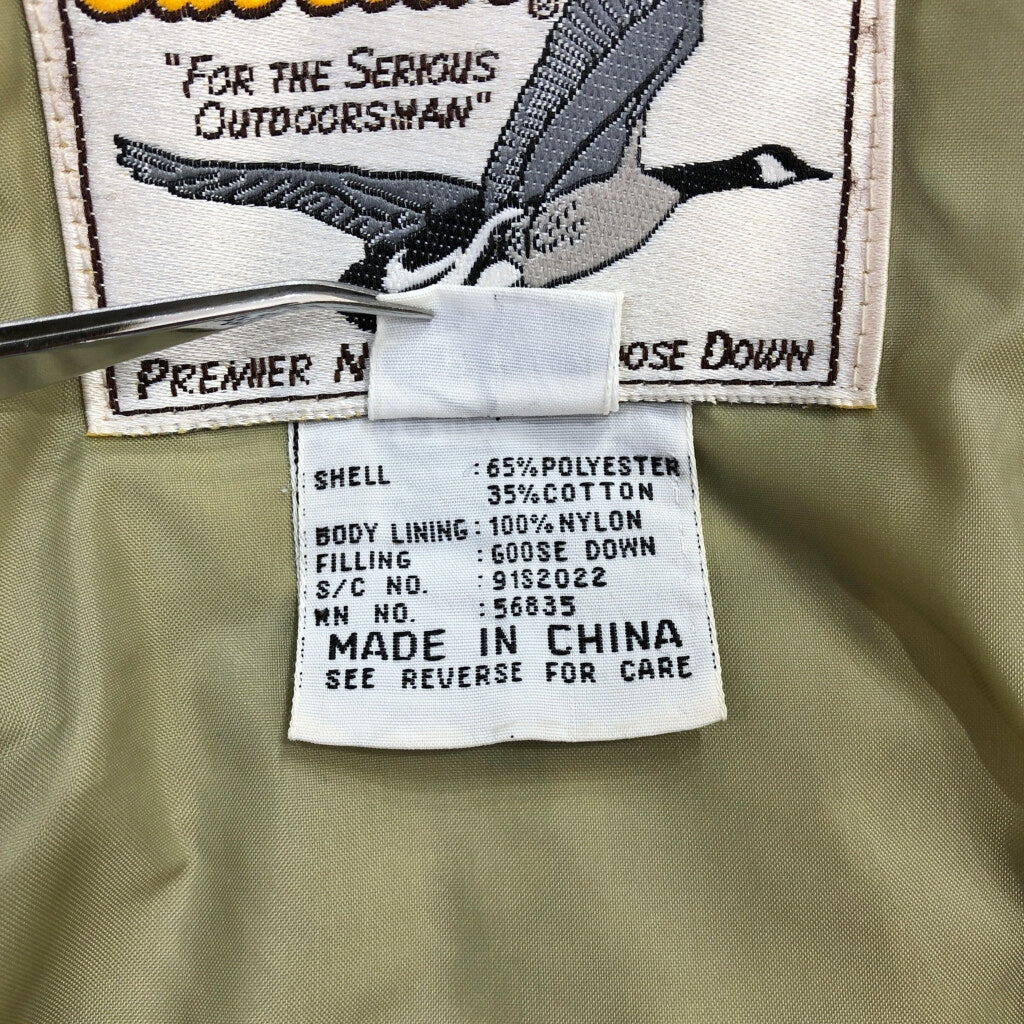 ®
"FOR THE SERIOUS
OUTDOORSMAN"
PREMIER DOWN
SHELL : 65% POLYESTER
35% COTTON
BODY LINING : 100% NYLON
FILLING : GOOSE DOWN
S/C NO. : 91S2022
MN NO. : 56835
MADE IN CHINA
SEE REVERSE FOR CARE